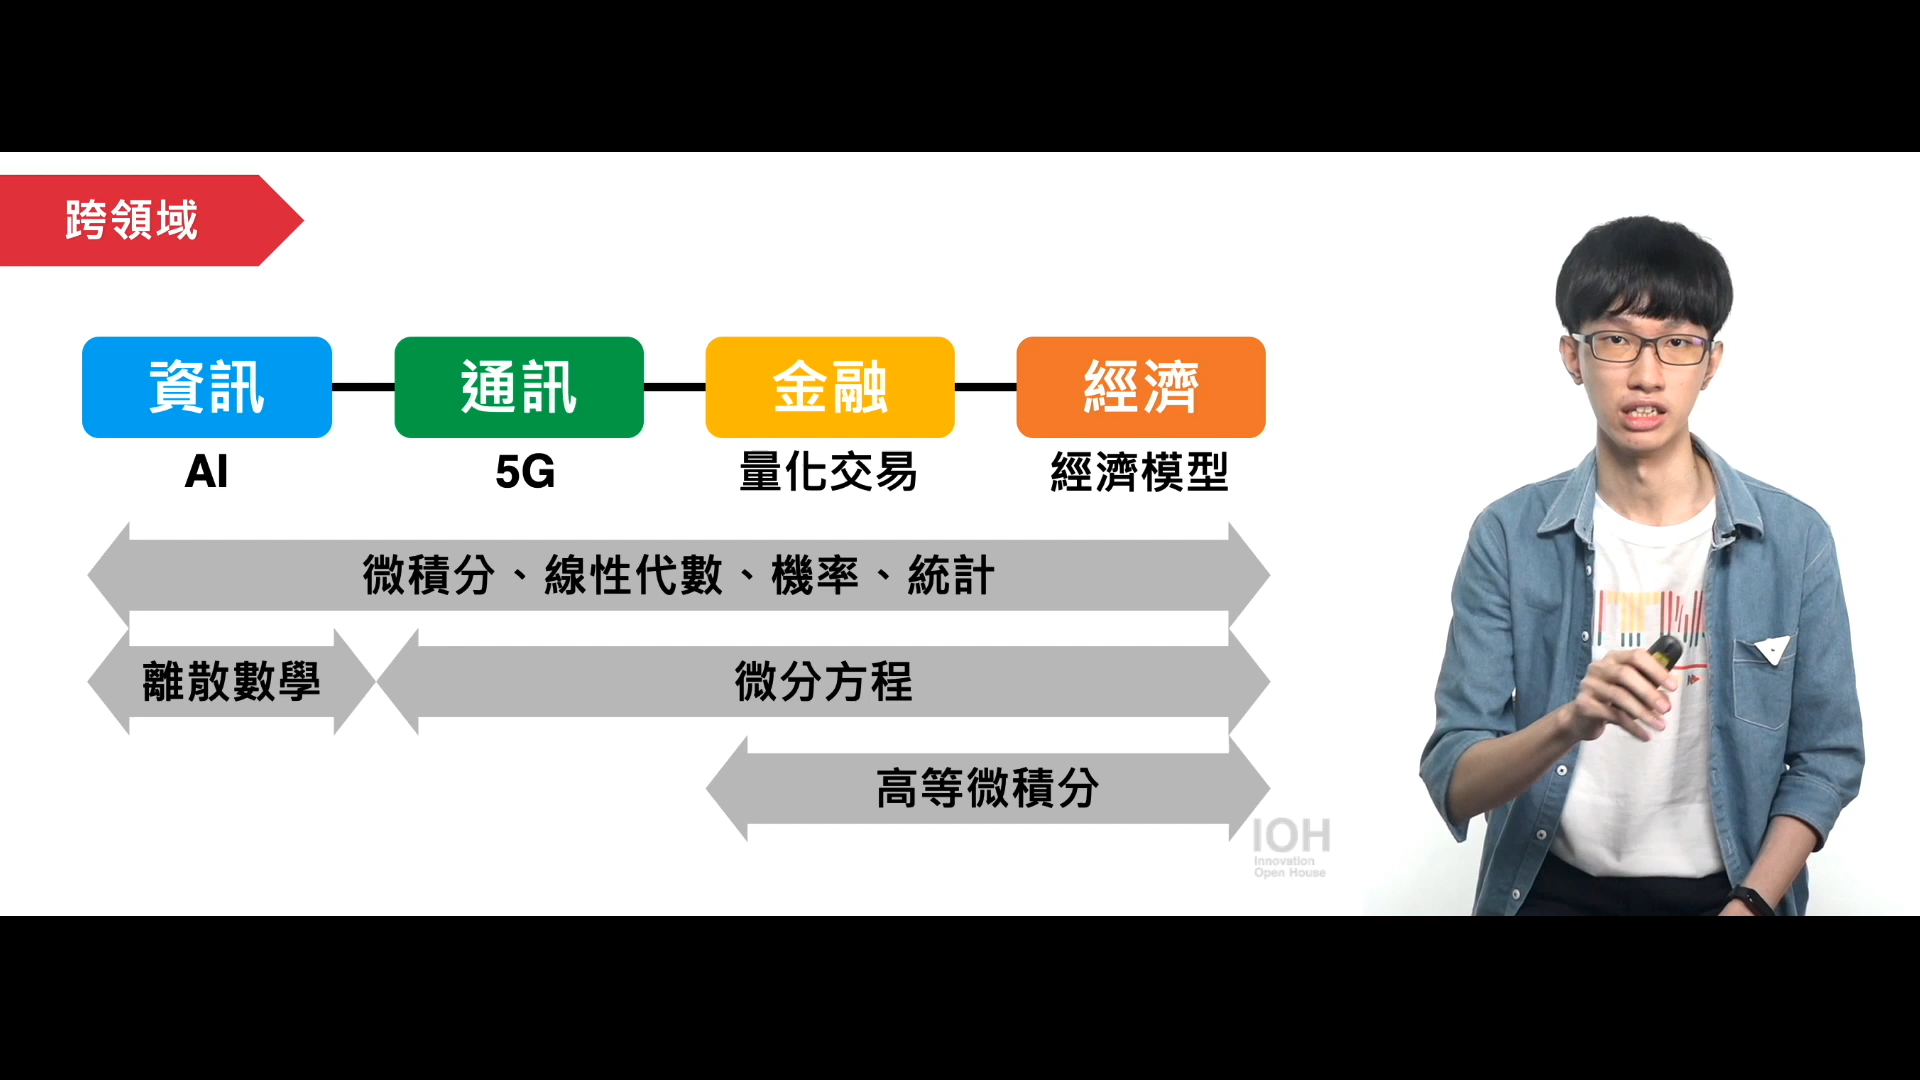 跨領域
資訊
通訊
金融
經濟
AI
5G
量化交易
經濟模型
微積分、線性代數、機率、統計
離散數學
微分方程
高等微積分
IOH
Innovation
Open House